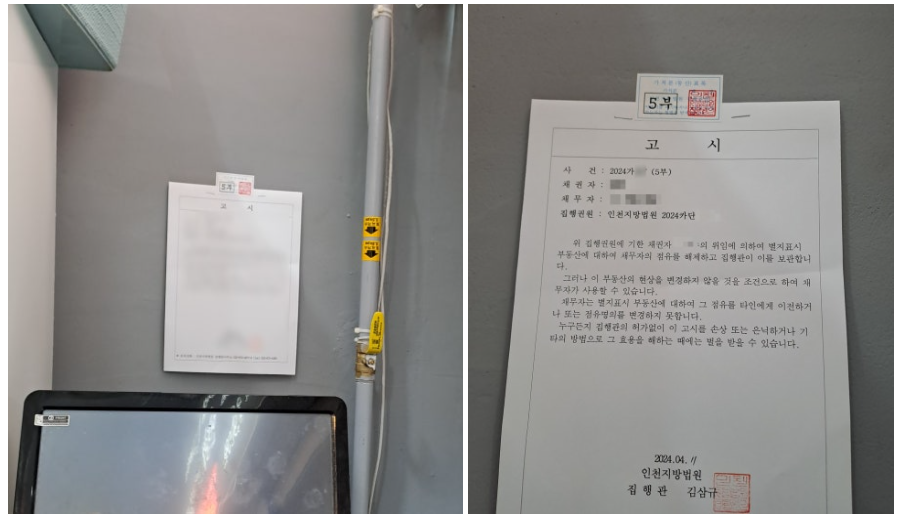 5부
고 시
5부
고 시
사 건 : 2024가 (5부)
채 권 자 :
채 무 자 :
집행권원 : 인천지방법원 2024카단
위 집행권원에 기한 채권자 의 위임에 의하여 별지표시
부동산에 대하여 채무자의 점유를 해제하고 집행관이 이를 보관합니
다.
그러나 이 부동산의 현상을 변경하지 않을 것을 조건으로 하여 채
무자가 사용할 수 있습니다.
채무자는 별지표시 부동산에 대하여 그 점유를 타인에게 이전하거
나 또는 점유명의를 변경하지 못합니다.
누구든지 집행관의 허가없이 이 고시를 손상 또는 은닉하거나 기
타의 방법으로 그 효용을 해하는 때에는 벌을 받을 수 있습니다.
2024.04. 11
인천지방법원
집 행 관 김삼규